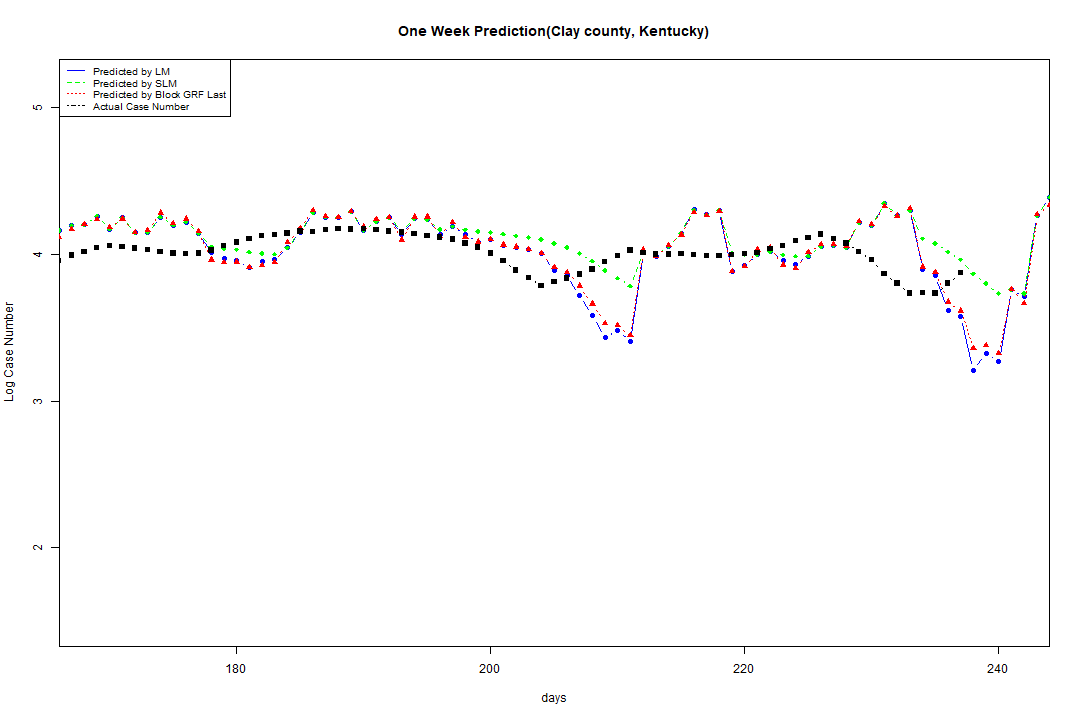 One Week Prediction(Clay county, Kentucky)
Predicted by LM
Predicted by SLM
Predicted by Block GRF Last
Actual Case Number
5
4
3
2
Log Case Number
180
200
220
240
days